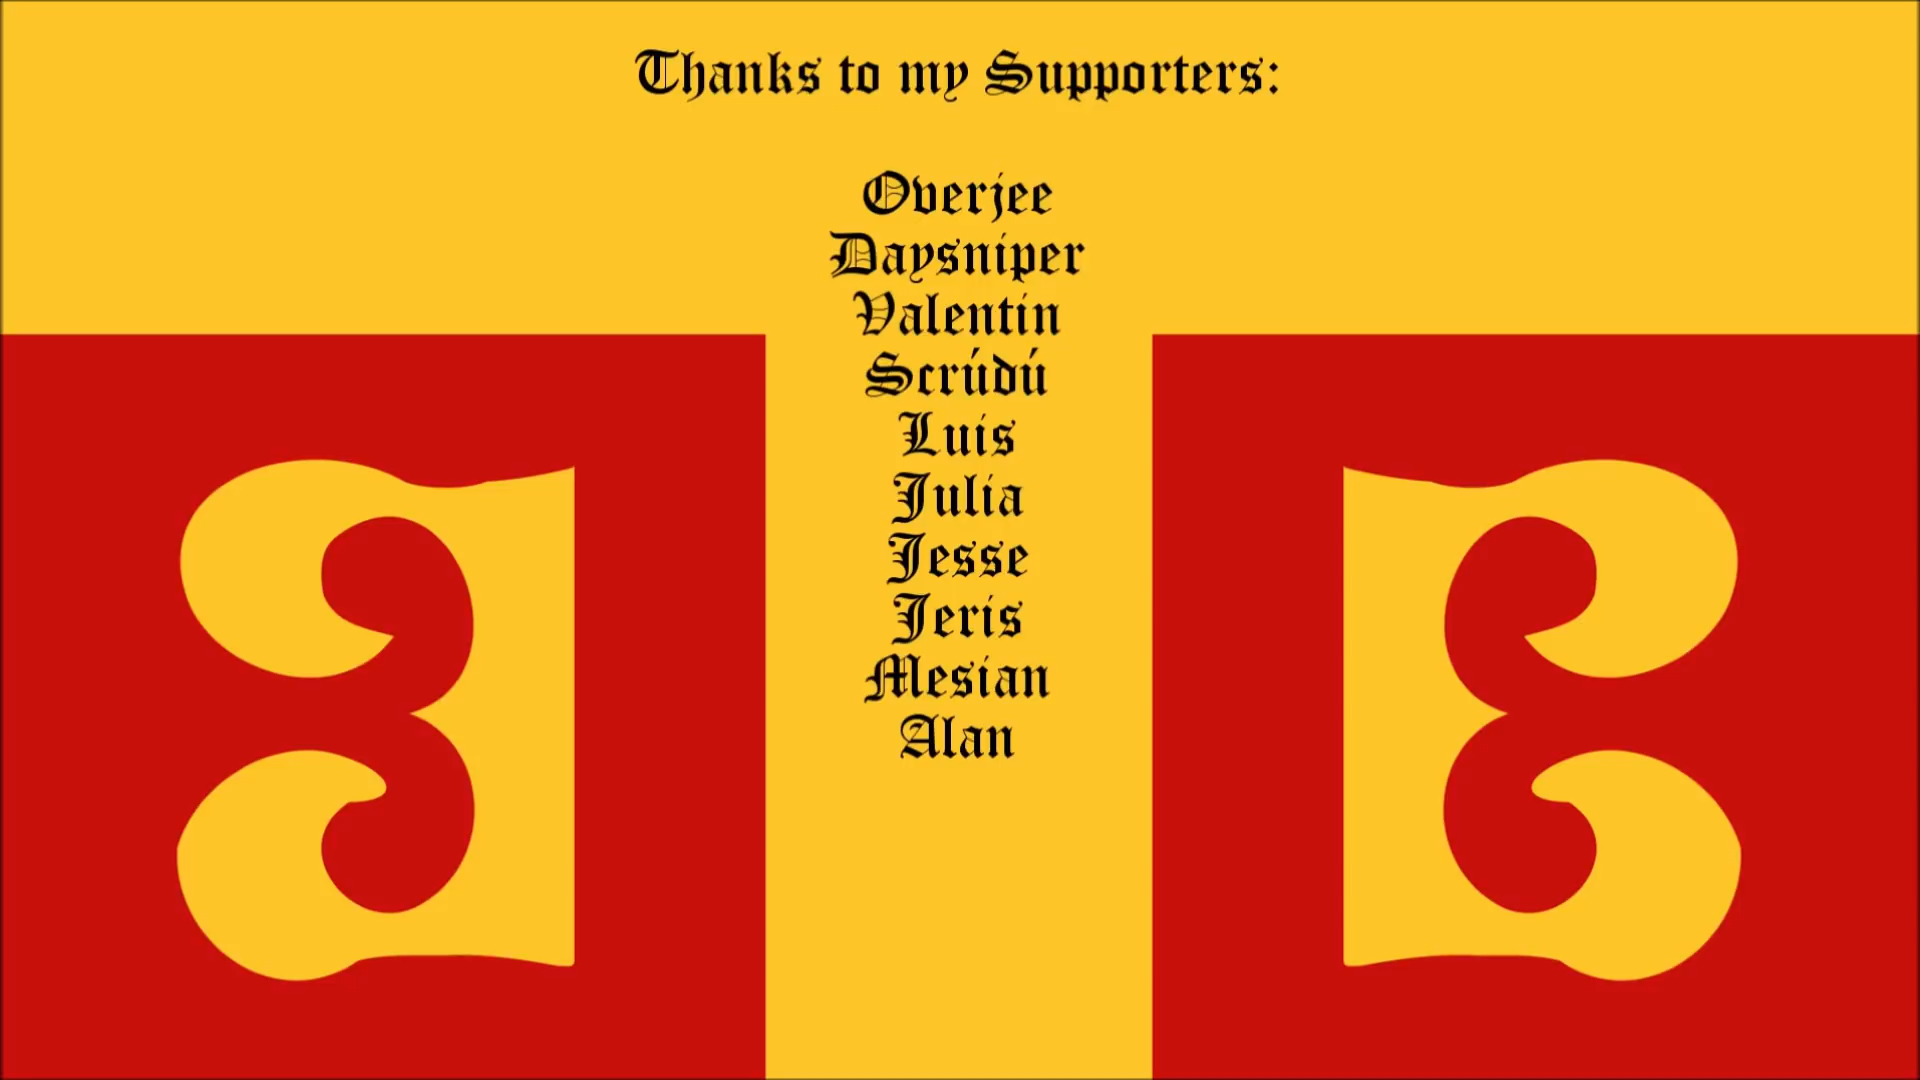 Thanks to my Supporters:
Overjee
Daysniper
Valentin
Scrúdú
Luis
Julia
Jesse
Jeris
Mesian
Alan